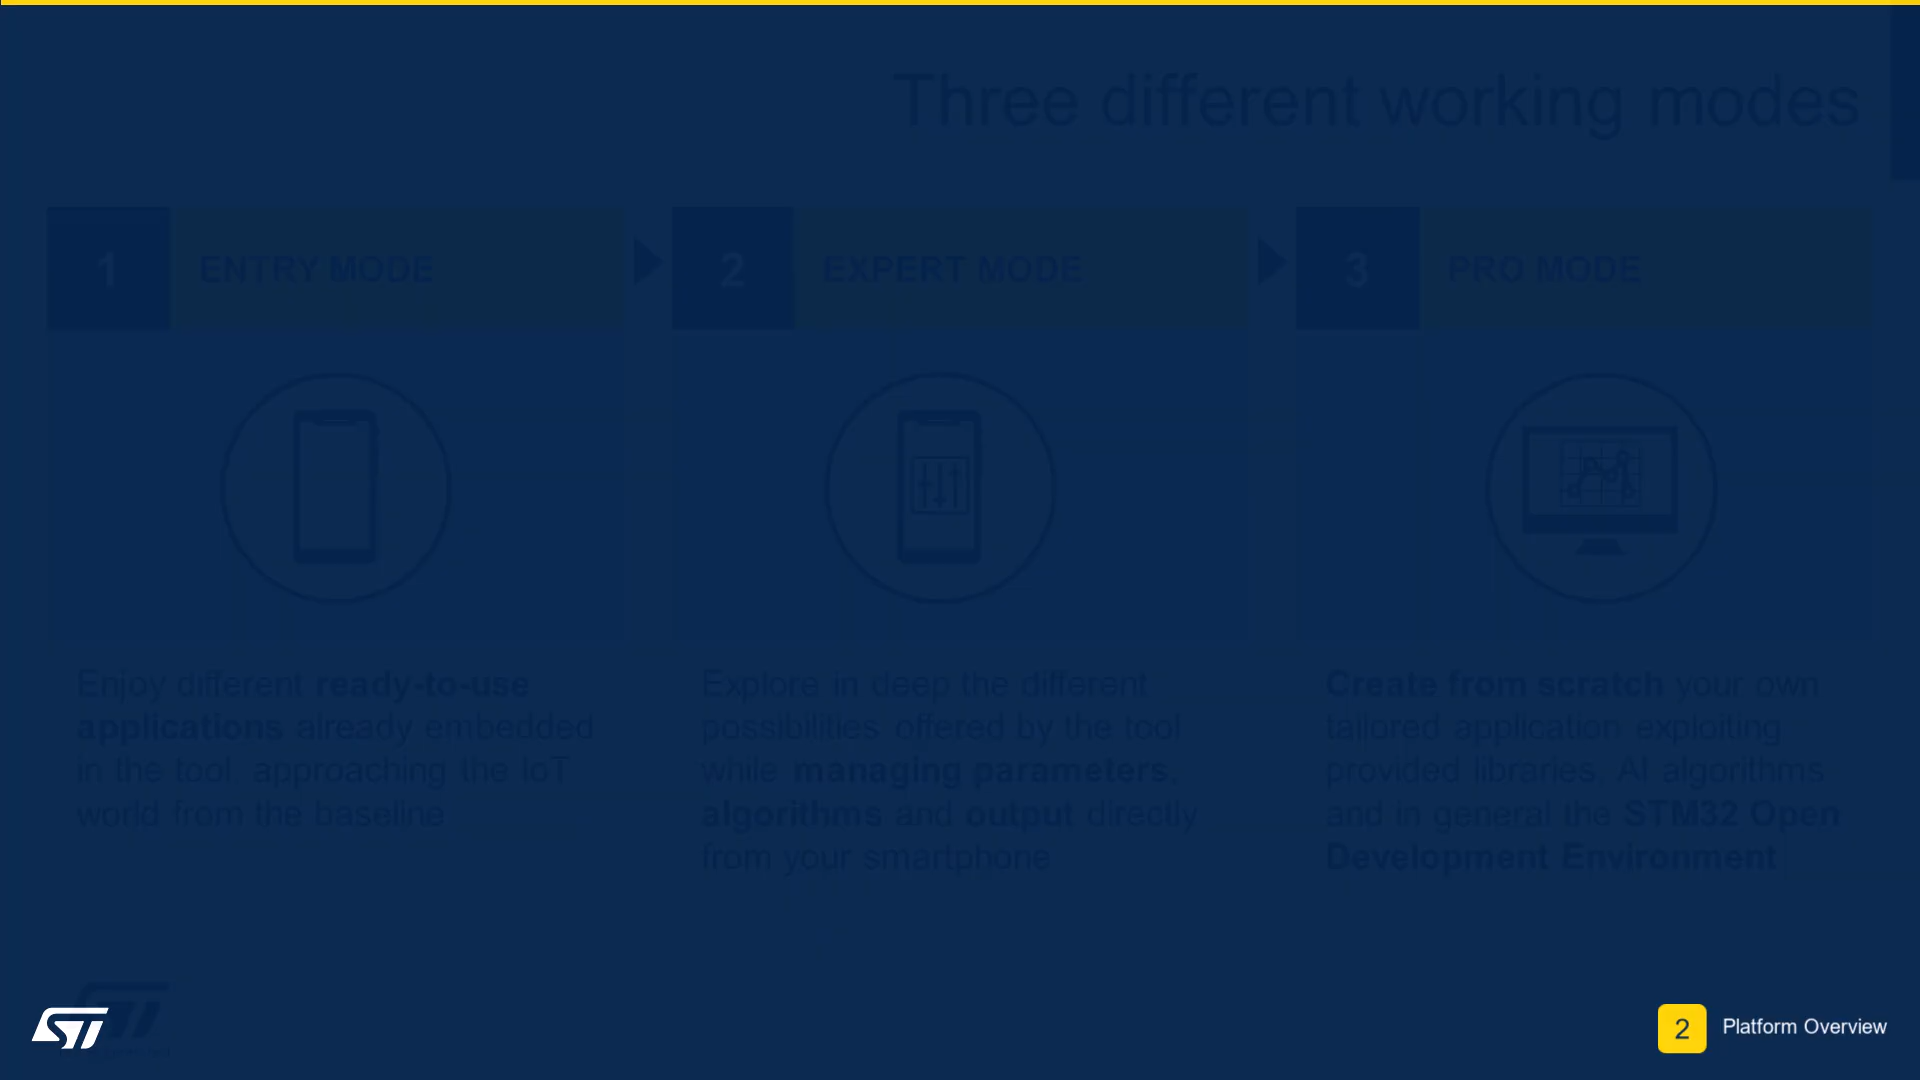 Three different working modes
1 ENTRY MODE
2 EXPERT MODE
3 PRO MODE
Enjoy different ready-to-use
applications already embedded
in the tool, approaching the IoT
world from the baseline
Explore in deep the different
possibilities offered by the tool
while managing parameters,
algorithms and output directly
from your smartphone
Create from scratch your own
tailored application exploiting
provided libraries, AI algorithms
and in general the STM32 Open
Development Environment
ST
2 Platform Overview